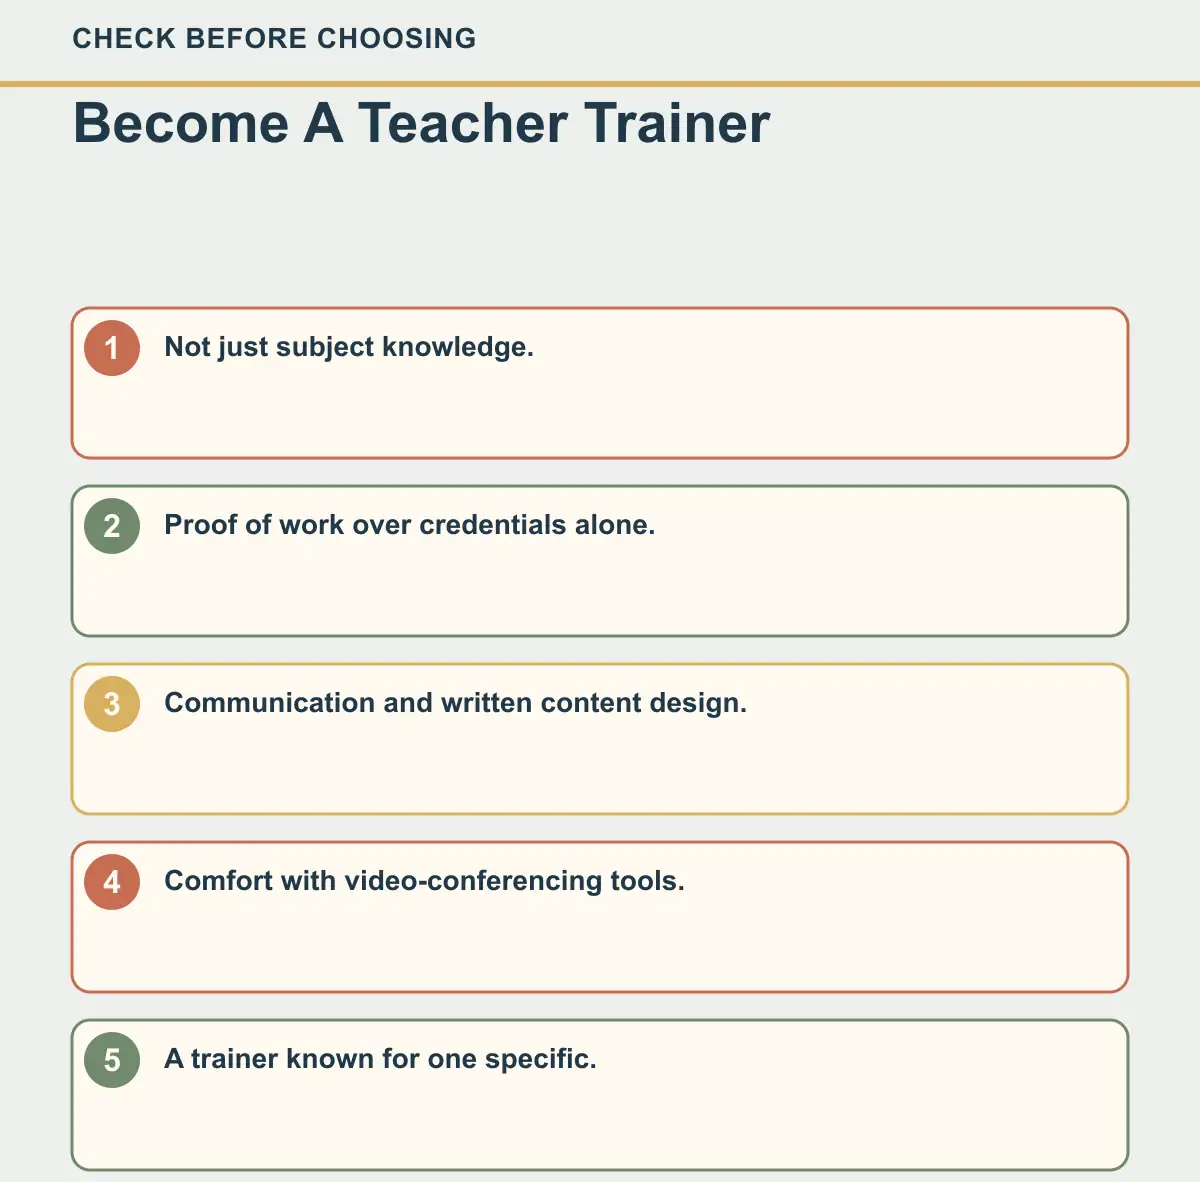 CHECK BEFORE CHOOSING
Become A Teacher Trainer
1 Not just subject knowledge.
2 Proof of work over credentials alone.
3 Communication and written content design.
4 Comfort with video-conferencing tools.
5 A trainer known for one specific.